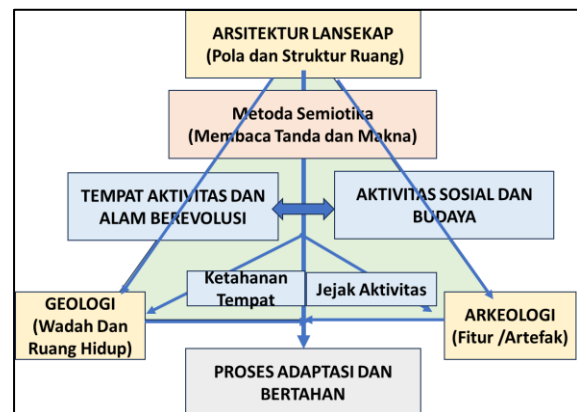 ARSITEKTUR LANSEKAP
(Pola dan Struktur Ruang)
Metoda Semiotika
(Membaca Tanda dan Makna)
TEMPAT AKTIVITAS DAN
ALAM BEREVOLUSI
AKTIVITAS SOSIAL DAN
BUDAYA
Ketahanan
Tempat
Jejak Aktivitas
GEOLOGI
(Wadah Dan
Ruang Hidup)
ARKEOLOGI
(Fitur /Artefak)
PROSES ADAPTASI DAN
BERTAHAN